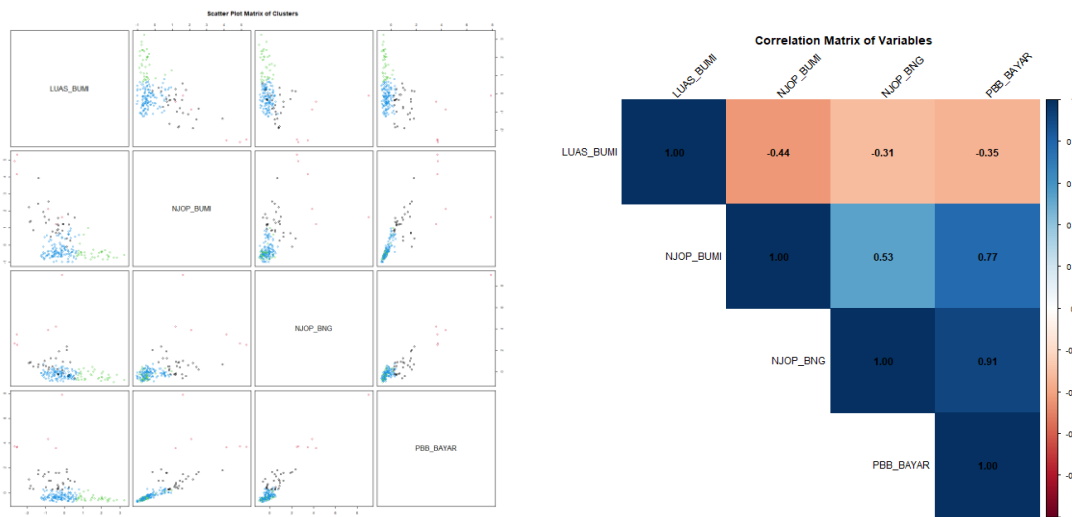 Scatter Plot Matrix of Clusters
LUAS_BUMI
NJOP_BUMI
NJOP_BNG
PBB_BAYAR
Correlation Matrix of Variables
LUAS_BUMI
NJOP_BUMI
NJOP_BNG
PBB_BAYAR
LUAS_BUMI
1.00
-0.44
-0.31
-0.35
NJOP_BUMI
1.00
0.53
0.77
NJOP_BNG
1.00
0.91
PBB_BAYAR
1.00